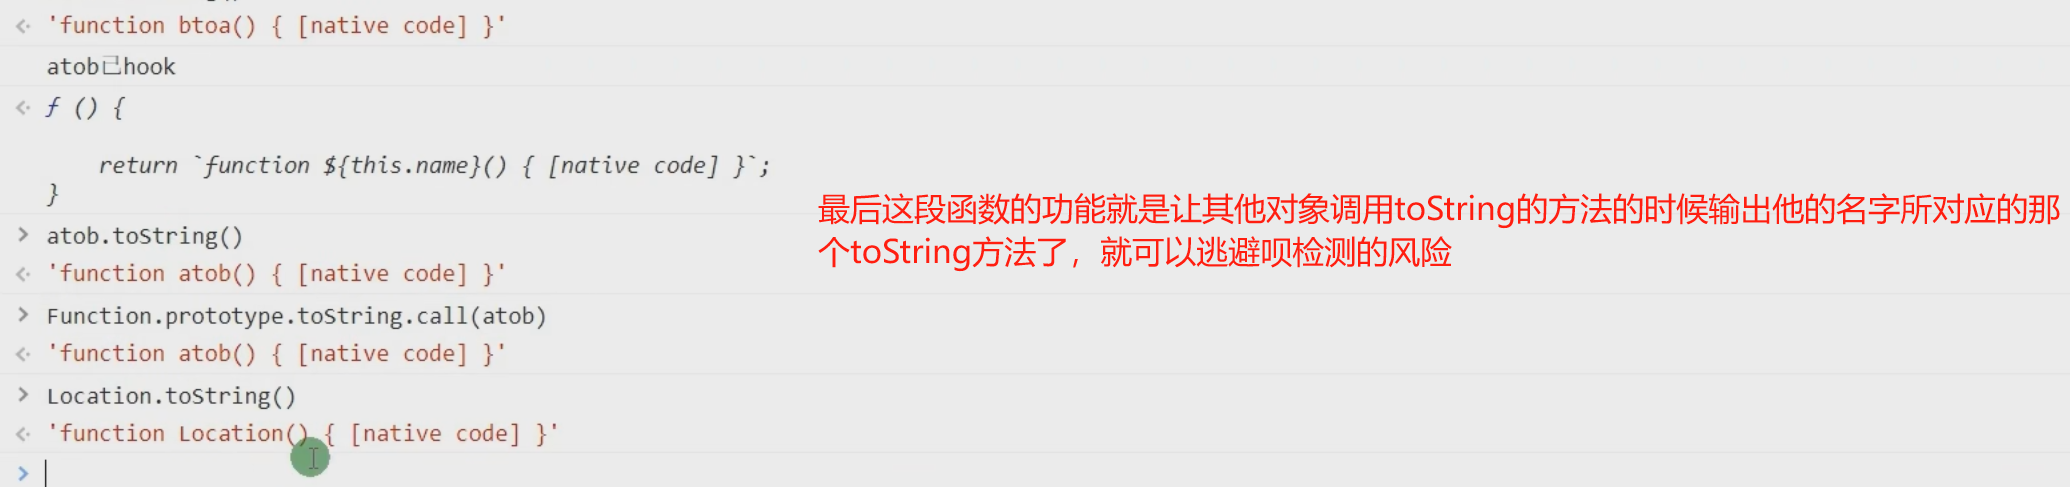 'function btoa() { [native code] }'
atob已hook
f () {
return `function ${this.name}() { [native code] }`;
}
最后这段函数的功能就是让其他对象调用toString的方法的时候输出他的名字所对应的那
个toString方法了，就可以逃避呗检测的风险
> atob.toString()
'function atob() { [native code] }'
> Function.prototype.toString.call(atob)
'function atob() { [native code] }'
> Location.toString()
'function Location() { [native code] }'
>